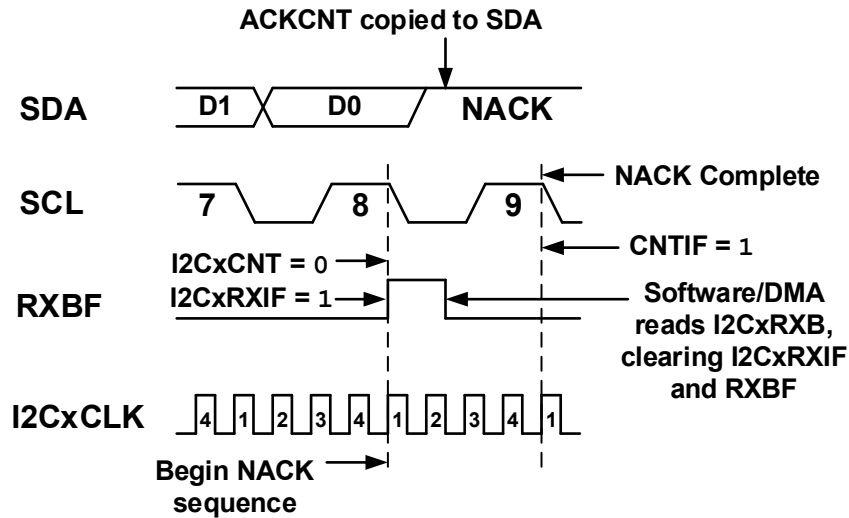 ACKCNT copied to SDA
SDA
D1
D0
NACK
SCL
7
8
9
NACK Complete
CNTIF = 1
I2CxCNT = 0
I2CxRXIF = 1
RXBF
Software/DMA
reads I2CxRXB,
clearing I2CxRXIF
and RXBF
I2CxCLK
4 1 2 3 4 1 2 3 4 1
Begin NACK
sequence